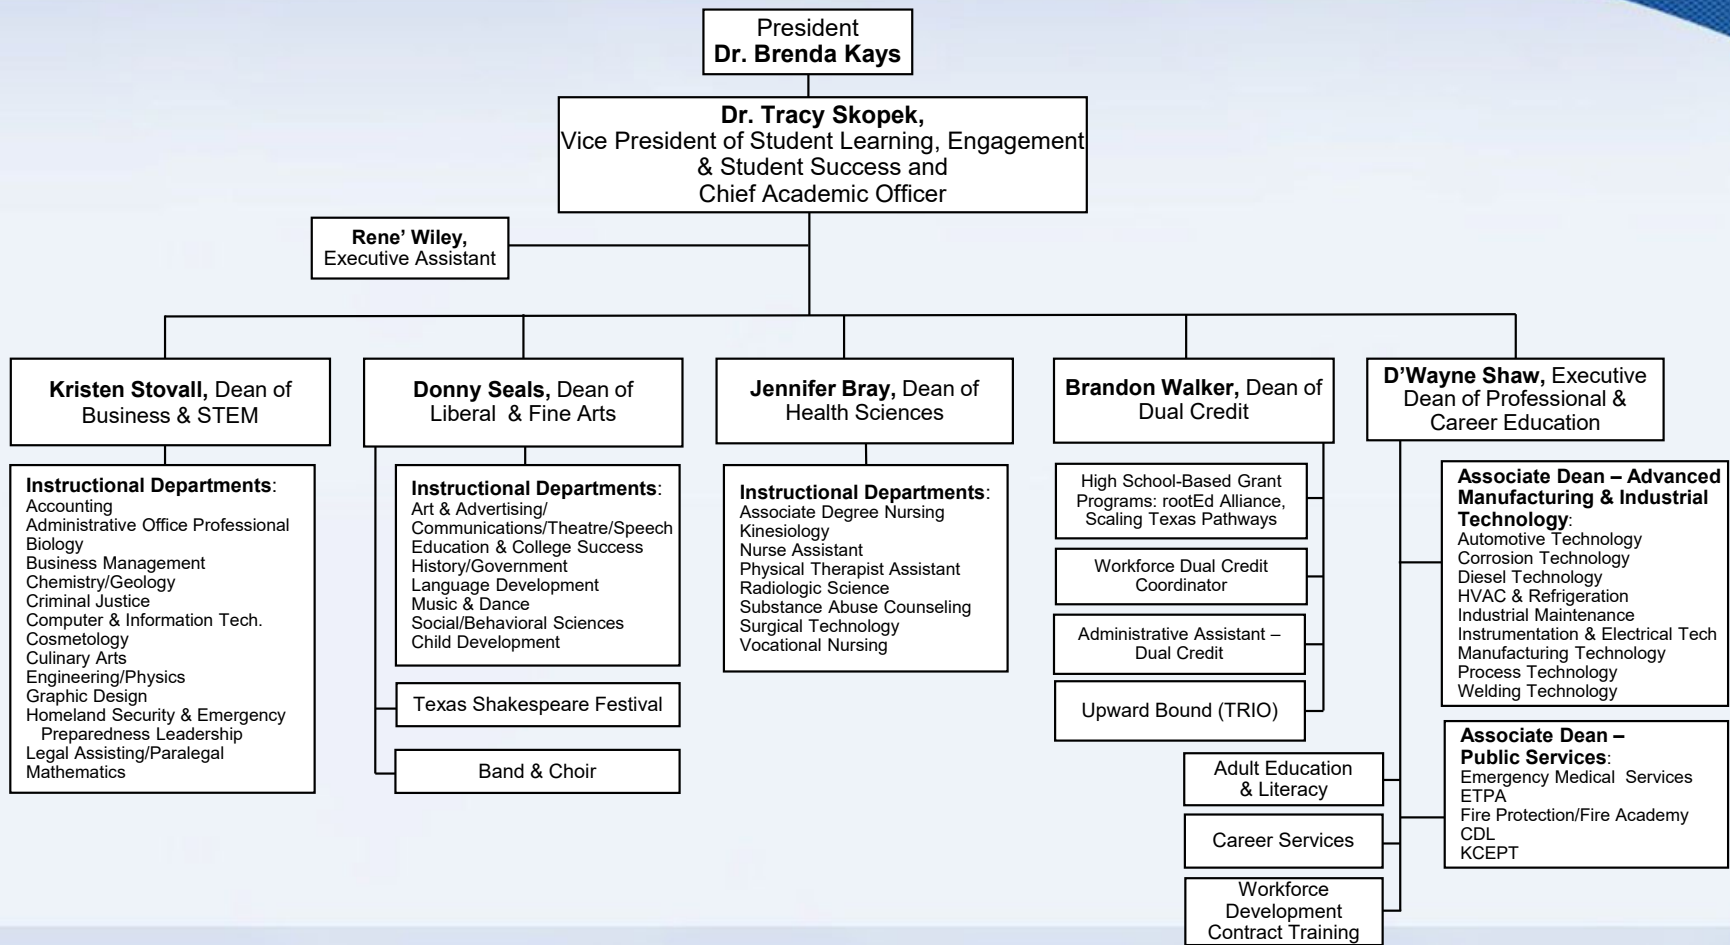 President
Dr. Brenda Kays
Dr. Tracy Skopek,
Vice President of Student Learning, Engagement
& Student Success and
Chief Academic Officer
Rene’ Wiley,
Executive Assistant
Kristen Stovall, Dean of
Business & STEM
Donny Seals, Dean of
Liberal & Fine Arts
Jennifer Bray, Dean of
Health Sciences
Brandon Walker, Dean of
Dual Credit
D’Wayne Shaw, Executive
Dean of Professional &
Career Education
Instructional Departments:
Accounting
Administrative Office Professional
Biology
Business Management
Chemistry/Geology
Criminal Justice
Computer & Information Tech.
Cosmetology
Culinary Arts
Engineering/Physics
Graphic Design
Homeland Security & Emergency
Preparedness Leadership
Legal Assisting/Paralegal
Mathematics
Instructional Departments:
Art & Advertising/
Communications/Theatre/Speech
Education & College Success
History/Government
Language Development
Music & Dance
Social/Behavioral Sciences
Child Development
Texas Shakespeare Festival
Band & Choir
Instructional Departments:
Associate Degree Nursing
Kinesiology
Nurse Assistant
Physical Therapist Assistant
Radiologic Science
Substance Abuse Counseling
Surgical Technology
Vocational Nursing
High School-Based Grant
Programs: rootEd Alliance,
Scaling Texas Pathways
Workforce Dual Credit
Coordinator
Administrative Assistant –
Dual Credit
Upward Bound (TRIO)
Associate Dean – Advanced
Manufacturing & Industrial
Technology:
Automotive Technology
Corrosion Technology
Diesel Technology
HVAC & Refrigeration
Industrial Maintenance
Instrumentation & Electrical Tech
Manufacturing Technology
Process Technology
Welding Technology
Associate Dean –
Public Services:
Emergency Medical Services
ETPA
Fire Protection/Fire Academy
CDL
KCEPT
Adult Education
& Literacy
Career Services
Workforce
Development
Contract Training